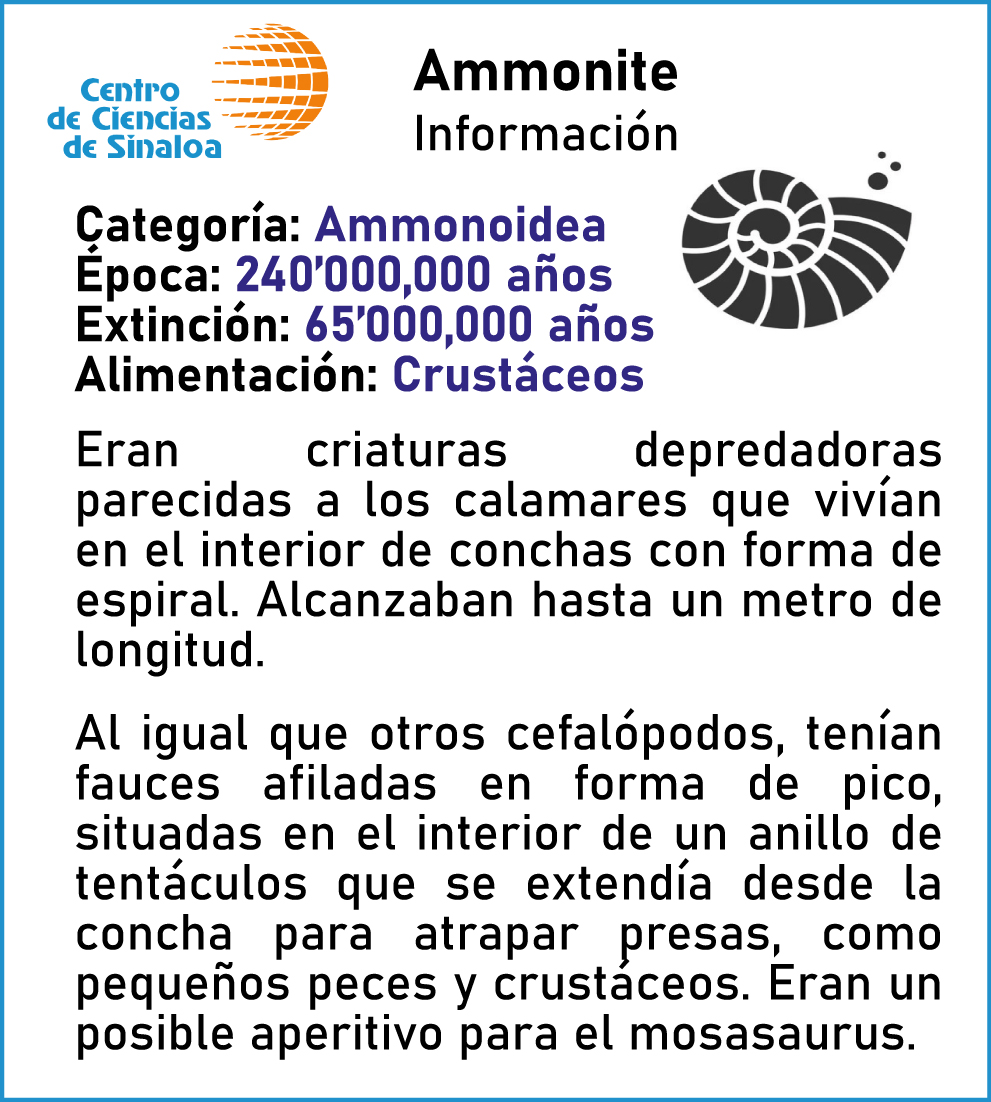 Centro
de Ciencias
de Sinaloa
Ammonite
Información
Categoría: Ammonoidea
Época: 240’000,000 años
Extinción: 65’000,000 años
Alimentación: Crustáceos
Eran criaturas depredadoras
parecidas a los calamares que vivían
en el interior de conchas con forma de
espiral. Alcanzaban hasta un metro de
longitud.
Al igual que otros cefalópodos, tenían
fauces afiladas en forma de pico,
situadas en el interior de un anillo de
tentáculos que se extendía desde la
concha para atrapar presas, como
pequeños peces y crustáceos. Eran un
posible aperitivo para el mosasaurus.